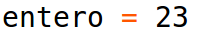 entero = 23